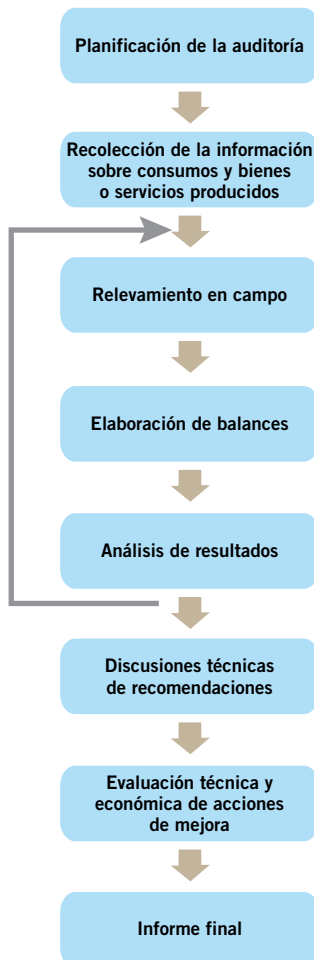 Planificación de la auditoría
Recolección de la información
sobre consumos y bienes
o servicios producidos
Relevamiento en campo
Elaboración de balances
Análisis de resultados
Discusiones técnicas
de recomendaciones
Evaluación técnica y
económica de acciones
de mejora
Informe final